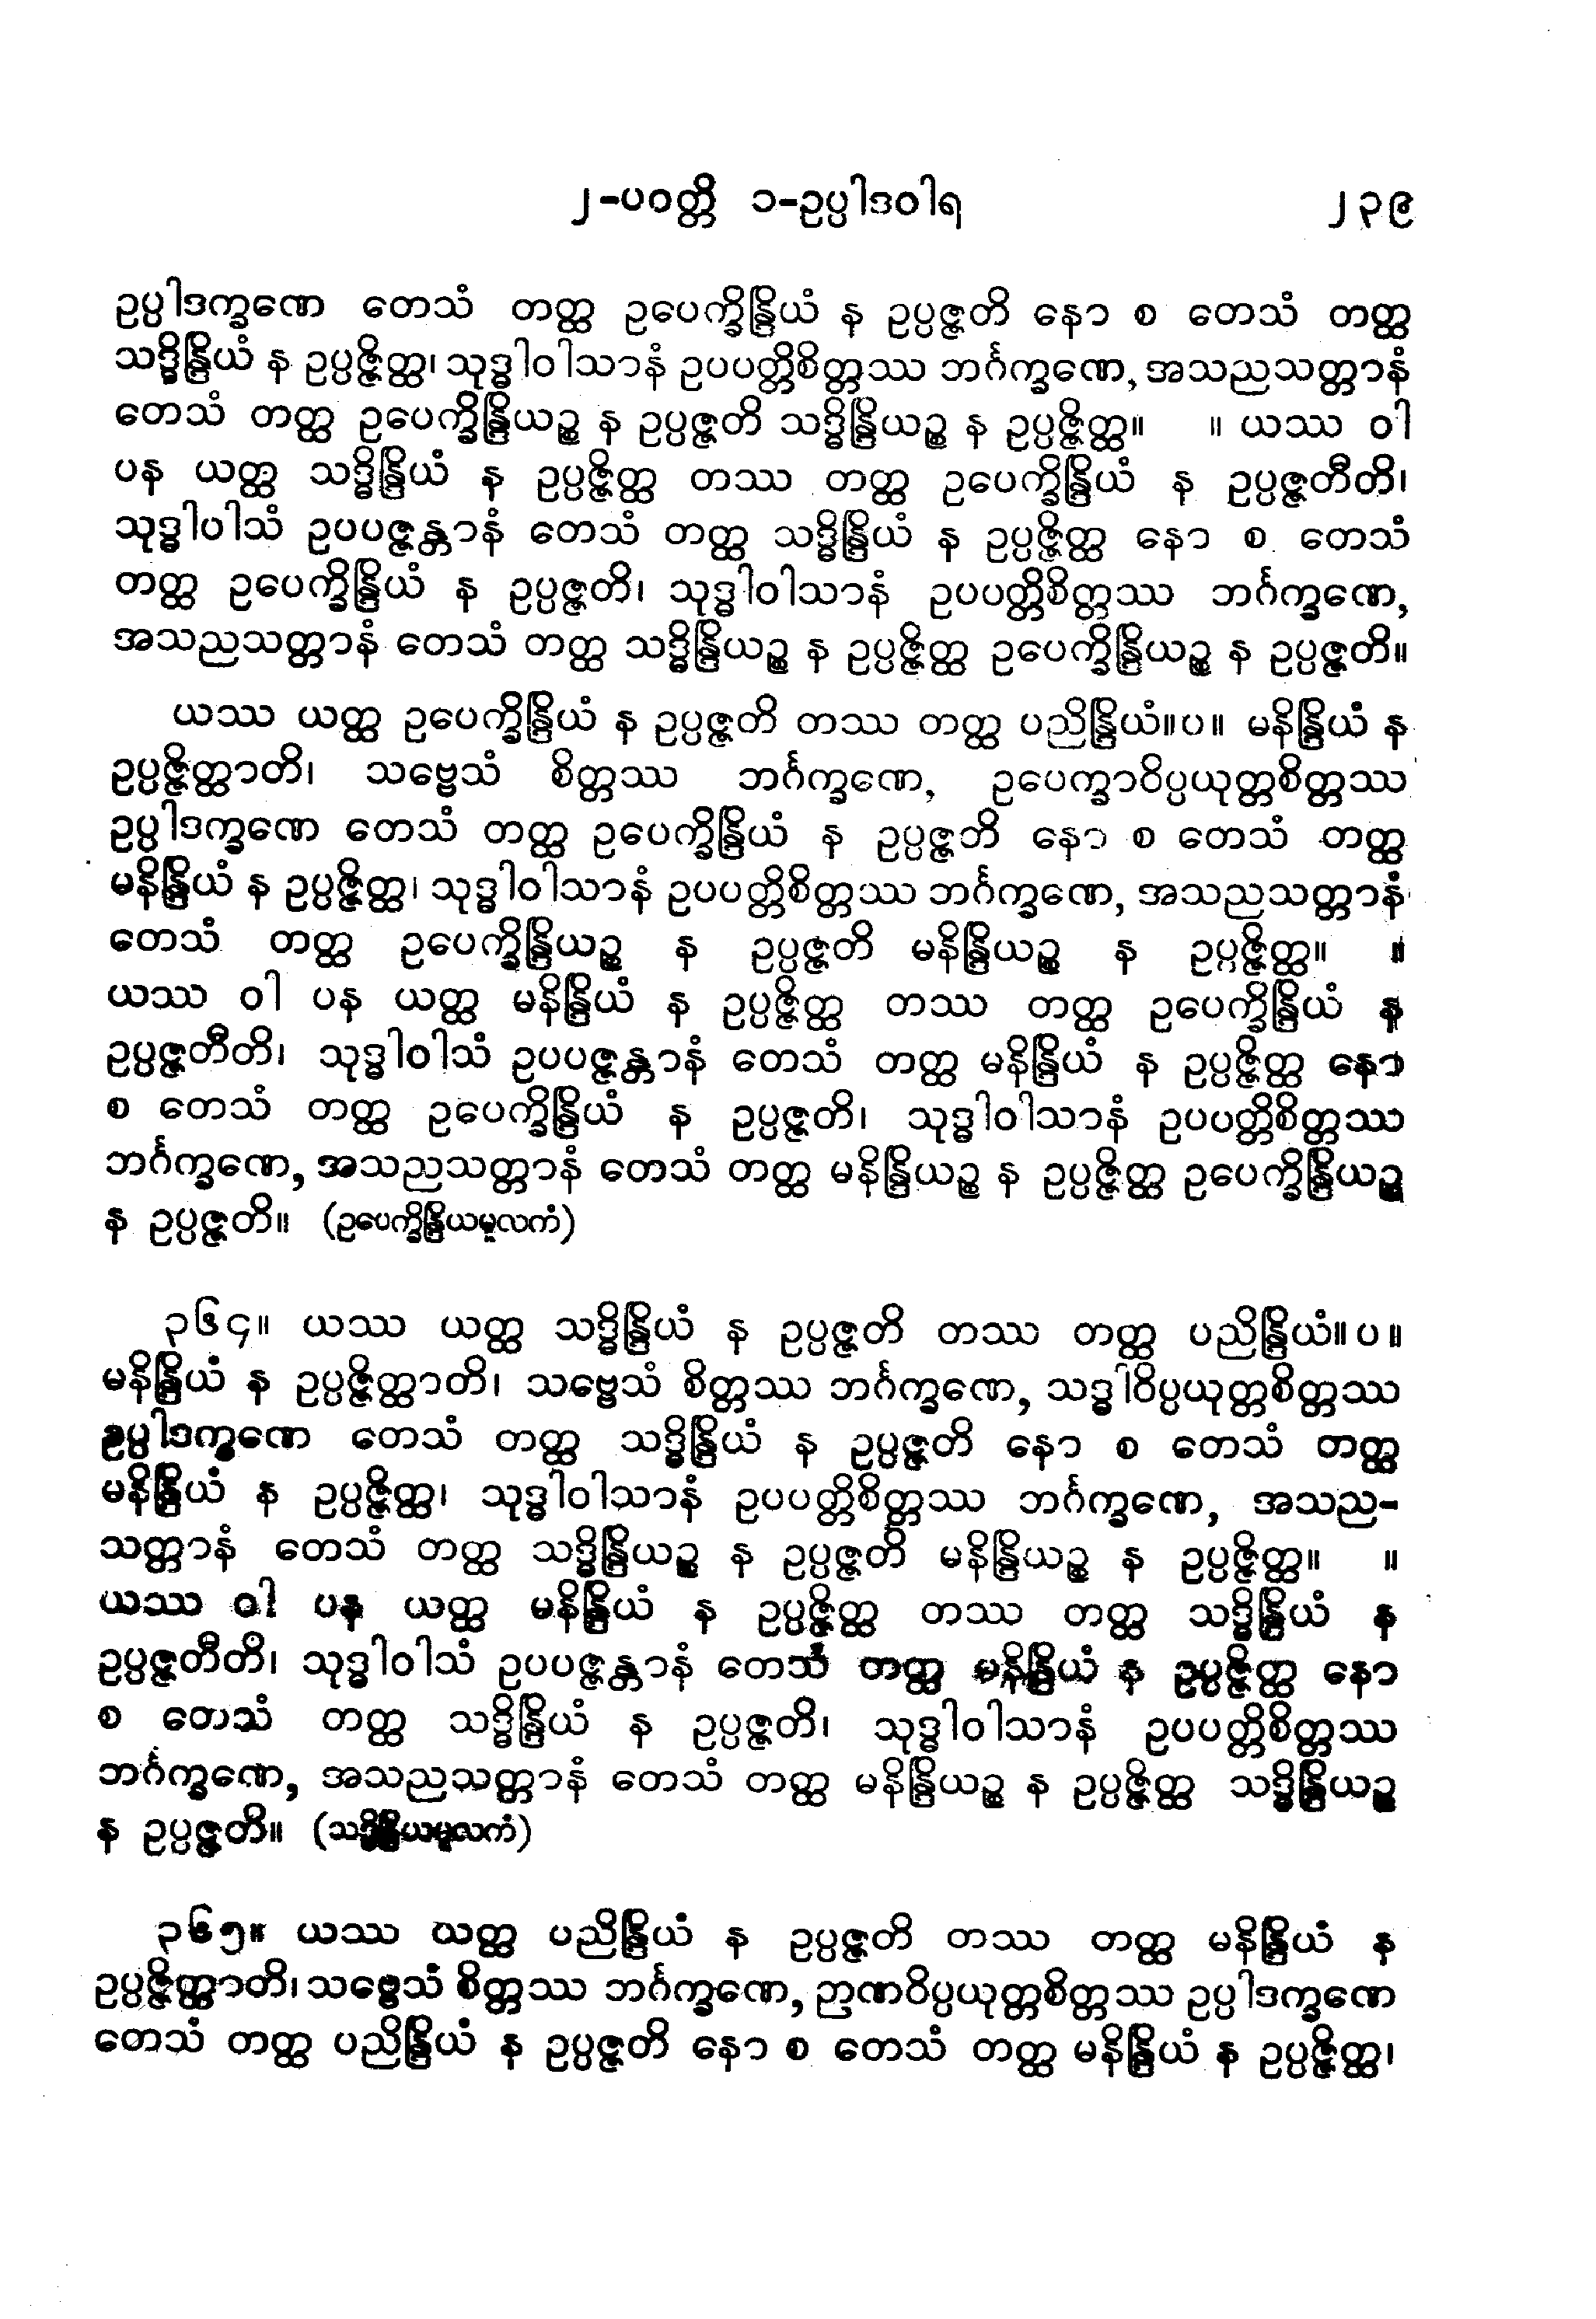 ၂-ပဝတ္တိ ၁-ဥပ္ပါဒဝါရ ၂၃၉
ဥပ္ပါဒက္ခဏေ တေသံ တတ္ထ ဥပေက္ခိန္ဒြိယံ န ဥပ္ပဇ္ဇတိ နော စ တေသံ တတ္ထ
သဒ္ဓိန္ဒြိယံ န ဥပ္ပဇ္ဇိတ္ထ၊ သုဒ္ဓါဝါသာနံ ဥပပတ္တိစိတ္တဿ ဘင်္ဂက္ခဏေ, အသညသတ္တာနံ
တေသံ တတ္ထ ဥပေက္ခိန္ဒြိယဉ္စ န ဥပ္ပဇ္ဇတိ သဒ္ဓိန္ဒြိယဉ္စ န ဥပ္ပဇ္ဇိတ္ထ။ ။ ယဿ ဝါ
ပန ယတ္ထ သဒ္ဓိန္ဒြိယံ န ဥပ္ပဇ္ဇိတ္ထ တဿ တတ္ထ ဥပေက္ခိန္ဒြိယံ န ဥပ္ပဇ္ဇတီတိ၊
သုဒ္ဓါဝါသံ ဥပပဇ္ဇန္တာနံ တေသံ တတ္ထ သဒ္ဓိန္ဒြိယံ န ဥပ္ပဇ္ဇိတ္ထ နော စ တေသံ
တတ္ထ ဥပေက္ခိန္ဒြိယံ န ဥပ္ပဇ္ဇတိ၊ သုဒ္ဓါဝါသာနံ ဥပပတ္တိစိတ္တဿ ဘင်္ဂက္ခဏေ,
အသညသတ္တာနံ တေသံ တတ္ထ သဒ္ဓိန္ဒြိယဉ္စ န ဥပ္ပဇ္ဇိတ္ထ ဥပေက္ခိန္ဒြိယဉ္စ န ဥပ္ပဇ္ဇတိ။
ယဿ ယတ္ထ ဥပေက္ခိန္ဒြိယံ န ဥပ္ပဇ္ဇတိ တဿ တတ္ထ ပညိန္ဒြိယံ။ပ။ မနိန္ဒြိယံ န
ဥပ္ပဇ္ဇိတ္ထာတိ၊ သဗ္ဗေသံ စိတ္တဿ ဘင်္ဂက္ခဏေ, ဥပေက္ခာဝိပ္ပယုတ္တစိတ္တဿ
ဥပ္ပါဒက္ခဏေ တေသံ တတ္ထ ဥပေက္ခိန္ဒြိယံ န ဥပ္ပဇ္ဇတိ နော စ တေသံ တတ္ထ
မနိန္ဒြိယံ န ဥပ္ပဇ္ဇိတ္ထ၊ သုဒ္ဓါဝါသာနံ ဥပပတ္တိစိတ္တဿ ဘင်္ဂက္ခဏေ, အသညသတ္တာနံ
တေသံ တတ္ထ ဥပေက္ခိန္ဒြိယဉ္စ န ဥပ္ပဇ္ဇတိ မနိန္ဒြိယဉ္စ န ဥပ္ပဇ္ဇိတ္ထ။ ။
ယဿ ဝါ ပန ယတ္ထ မနိန္ဒြိယံ န ဥပ္ပဇ္ဇိတ္ထ တဿ တတ္ထ ဥပေက္ခိန္ဒြိယံ န
ဥပ္ပဇ္ဇတီတိ၊ သုဒ္ဓါဝါသံ ဥပပဇ္ဇန္တာနံ တေသံ တတ္ထ မနိန္ဒြိယံ န ဥပ္ပဇ္ဇိတ္ထ နော
စ တေသံ တတ္ထ ဥပေက္ခိန္ဒြိယံ န ဥပ္ပဇ္ဇတိ၊ သုဒ္ဓါဝါသာနံ ဥပပတ္တိစိတ္တဿ
ဘင်္ဂက္ခဏေ, အသညသတ္တာနံ တေသံ တတ္ထ မနိန္ဒြိယဉ္စ န ဥပ္ပဇ္ဇိတ္ထ ဥပေက္ခိန္ဒြိယဉ္စ
န ဥပ္ပဇ္ဇတိ။ (ဥပေက္ခိန္ဒြိယမူလကံ)
၃၆၄။ ယဿ ယတ္ထ သဒ္ဓိန္ဒြိယံ န ဥပ္ပဇ္ဇတိ တဿ တတ္ထ ပညိန္ဒြိယံ။ပ။
မနိန္ဒြိယံ န ဥပ္ပဇ္ဇိတ္ထာတိ၊ သဗ္ဗေသံ စိတ္တဿ ဘင်္ဂက္ခဏေ, သဒ္ဓါဝိပ္ပယုတ္တစိတ္တဿ
ဥပ္ပါဒက္ခဏေ တေသံ တတ္ထ သဒ္ဓိန္ဒြိယံ န ဥပ္ပဇ္ဇတိ နော စ တေသံ တတ္ထ
မနိန္ဒြိယံ န ဥပ္ပဇ္ဇိတ္ထ၊ သုဒ္ဓါဝါသာနံ ဥပပတ္တိစိတ္တဿ ဘင်္ဂက္ခဏေ, အသည-
သတ္တာနံ တေသံ တတ္ထ သဒ္ဓိန္ဒြိယဉ္စ န ဥပ္ပဇ္ဇတိ မနိန္ဒြိယဉ္စ န ဥပ္ပဇ္ဇိတ္ထ။ ။
ယဿ ဝါ ပန ယတ္ထ မနိန္ဒြိယံ န ဥပ္ပဇ္ဇိတ္ထ တဿ တတ္ထ သဒ္ဓိန္ဒြိယံ န
ဥပ္ပဇ္ဇတီတိ၊ သုဒ္ဓါဝါသံ ဥပပဇ္ဇန္တာနံ တေသံ တတ္ထ မနိန္ဒြိယံ န ဥပ္ပဇ္ဇိတ္ထ နော
စ တေသံ တတ္ထ သဒ္ဓိန္ဒြိယံ န ဥပ္ပဇ္ဇတိ၊ သုဒ္ဓါဝါသာနံ ဥပပတ္တိစိတ္တဿ
ဘင်္ဂက္ခဏေ, အသညသတ္တာနံ တေသံ တတ္ထ မနိန္ဒြိယဉ္စ န ဥပ္ပဇ္ဇိတ္ထ သဒ္ဓိန္ဒြိယဉ္စ
န ဥပ္ပဇ္ဇတိ။ (သဒ္ဓိန္ဒြိယမူလကံ)
၃၆၅။ ယဿ ယတ္ထ ပညိန္ဒြိယံ န ဥပ္ပဇ္ဇတိ တဿ တတ္ထ မနိန္ဒြိယံ န
ဥပ္ပဇ္ဇိတ္ထာတိ၊ သဗ္ဗေသံ စိတ္တဿ ဘင်္ဂက္ခဏေ, ဉာဏဝိပ္ပယုတ္တစိတ္တဿ ဥပ္ပါဒက္ခဏေ
တေသံ တတ္ထ ပညိန္ဒြိယံ န ဥပ္ပဇ္ဇတိ နော စ တေသံ တတ္ထ မနိန္ဒြိယံ န ဥပ္ပဇ္ဇိတ္ထ၊